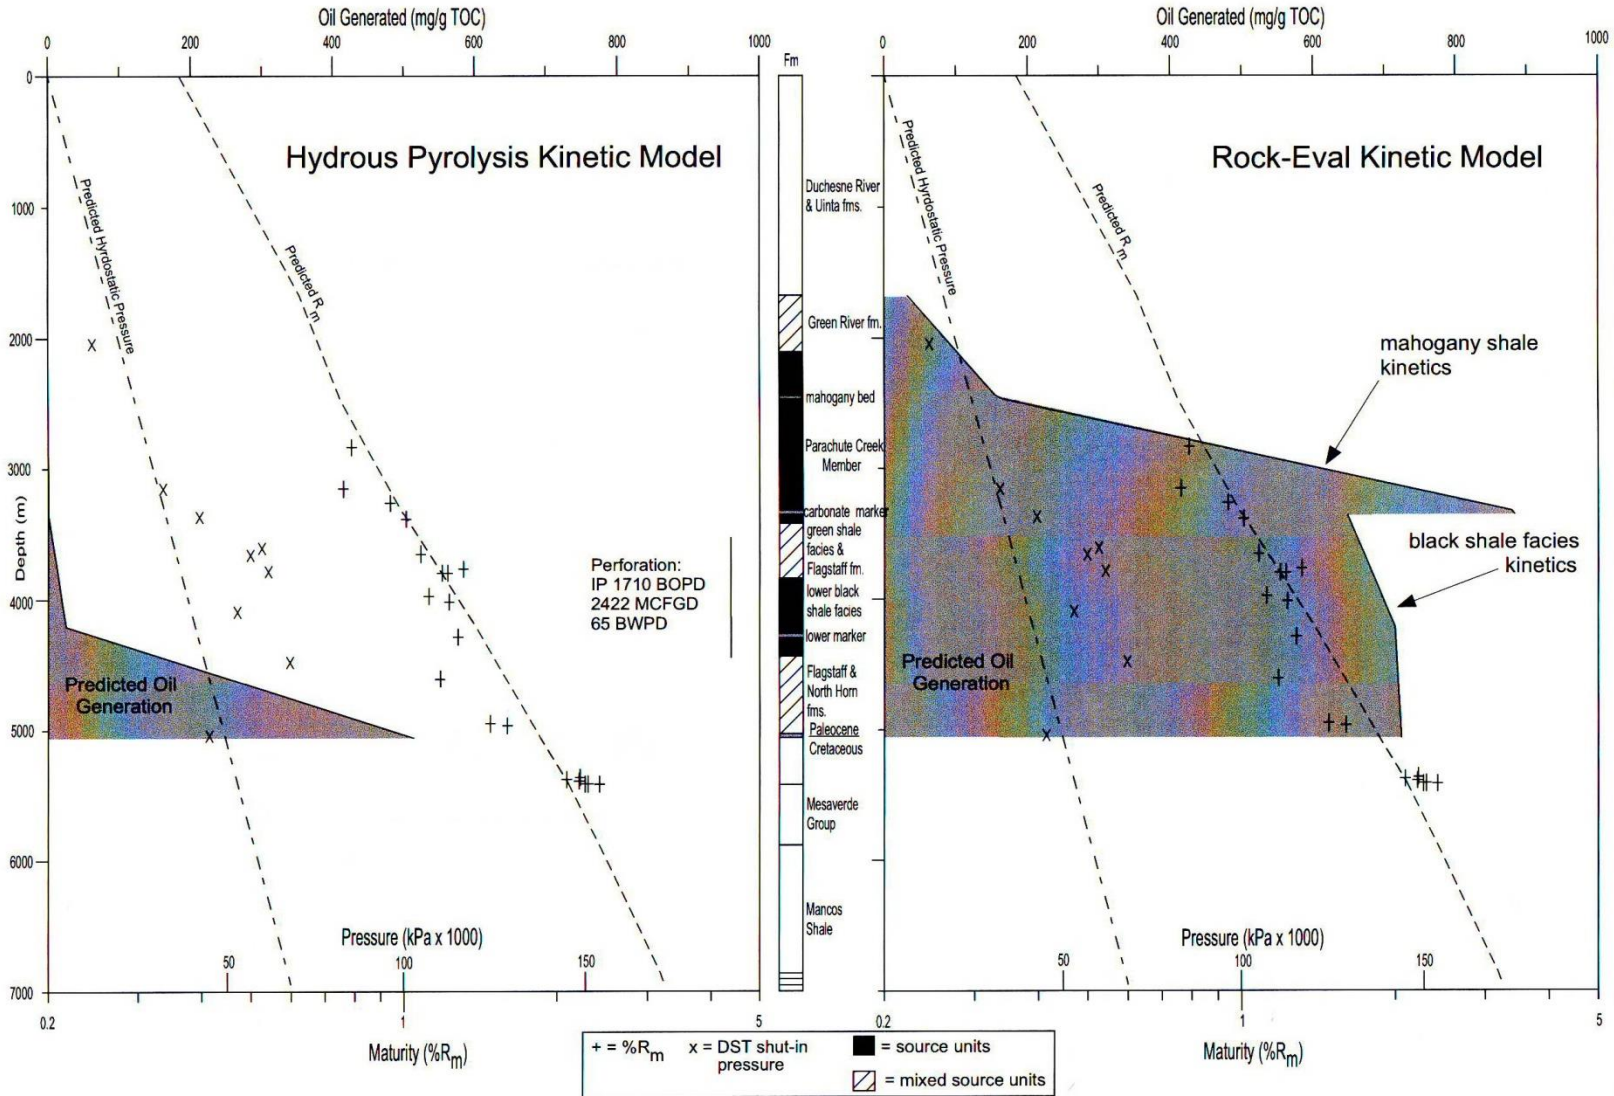 Oil Generated (mg/g TOC)
0 200 400 600 800 1000
Hydrous Pyrolysis Kinetic Model
Predicted Hyrdostatic Pressure
Predicted Rm
Depth (m)
0
1000
2000
3000
4000
5000
6000
7000
Perforation:
IP 1710 BOPD
2422 MCFGD
65 BWPD
Predicted Oil
Generation
Pressure (kPa x 1000)
50 100 150
0.2 1 5
Maturity (%Rm)
Fm
Duchesne River
& Uinta fms.
Green River fm.
mahogany bed
Parachute Creek
Member
carbonate marker
green shale
facies &
Flagstaff fm.
lower black
shale facies
lower marker
Flagstaff &
North Horn
fms.
Paleocene
Cretaceous
Mesaverde
Group
Mancos
Shale
Oil Generated (mg/g TOC)
0 200 400 600 800 1000
Rock-Eval Kinetic Model
Predicted Hydrostatic Pressure
Predicted Rm
mahogany shale
kinetics
black shale facies
kinetics
Predicted Oil
Generation
Pressure (kPa x 1000)
50 100 150
0.2 1 5
Maturity (%Rm)
+ = %Rm x = DST shut-in
pressure
= source units
= mixed source units